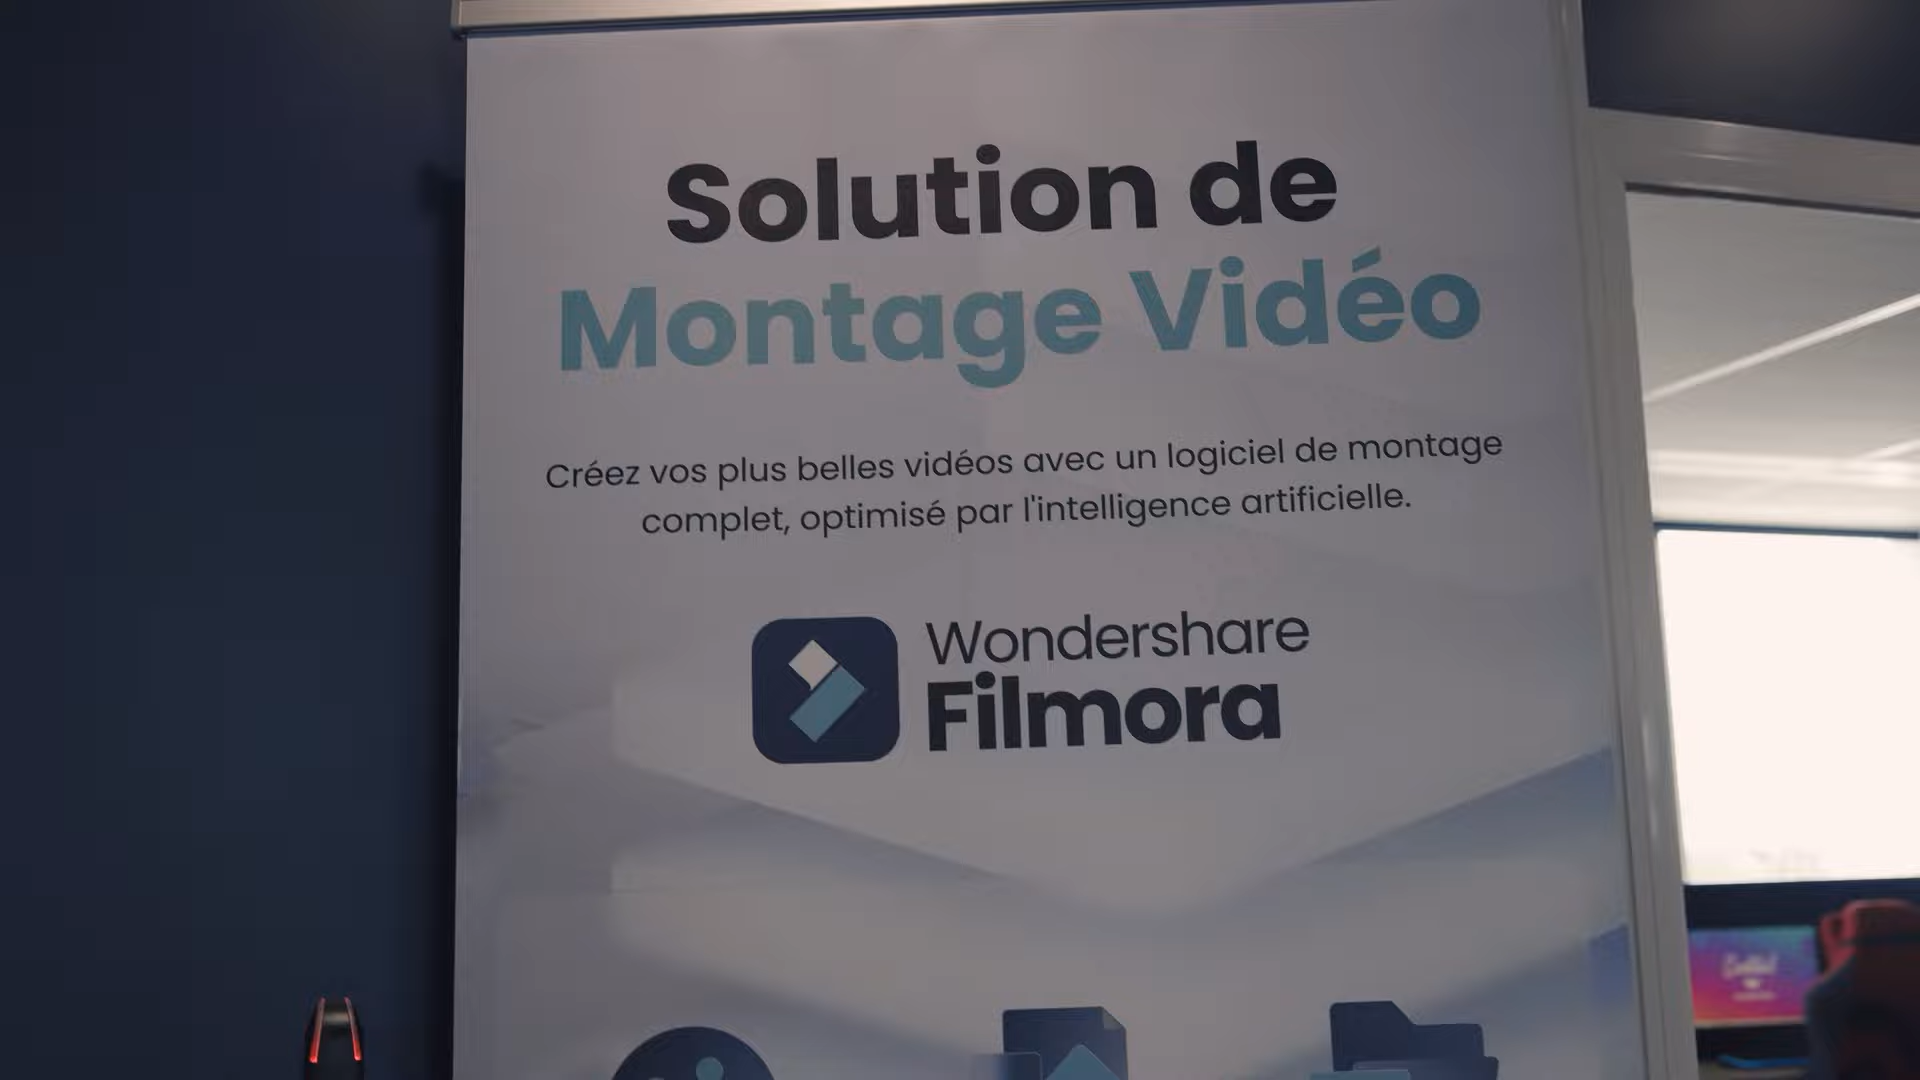 Solution de
Montage Vidéo
Créez vos plus belles vidéos avec un logiciel de montage
complet, optimisé par l'intelligence artificielle.
Wondershare
Filmora